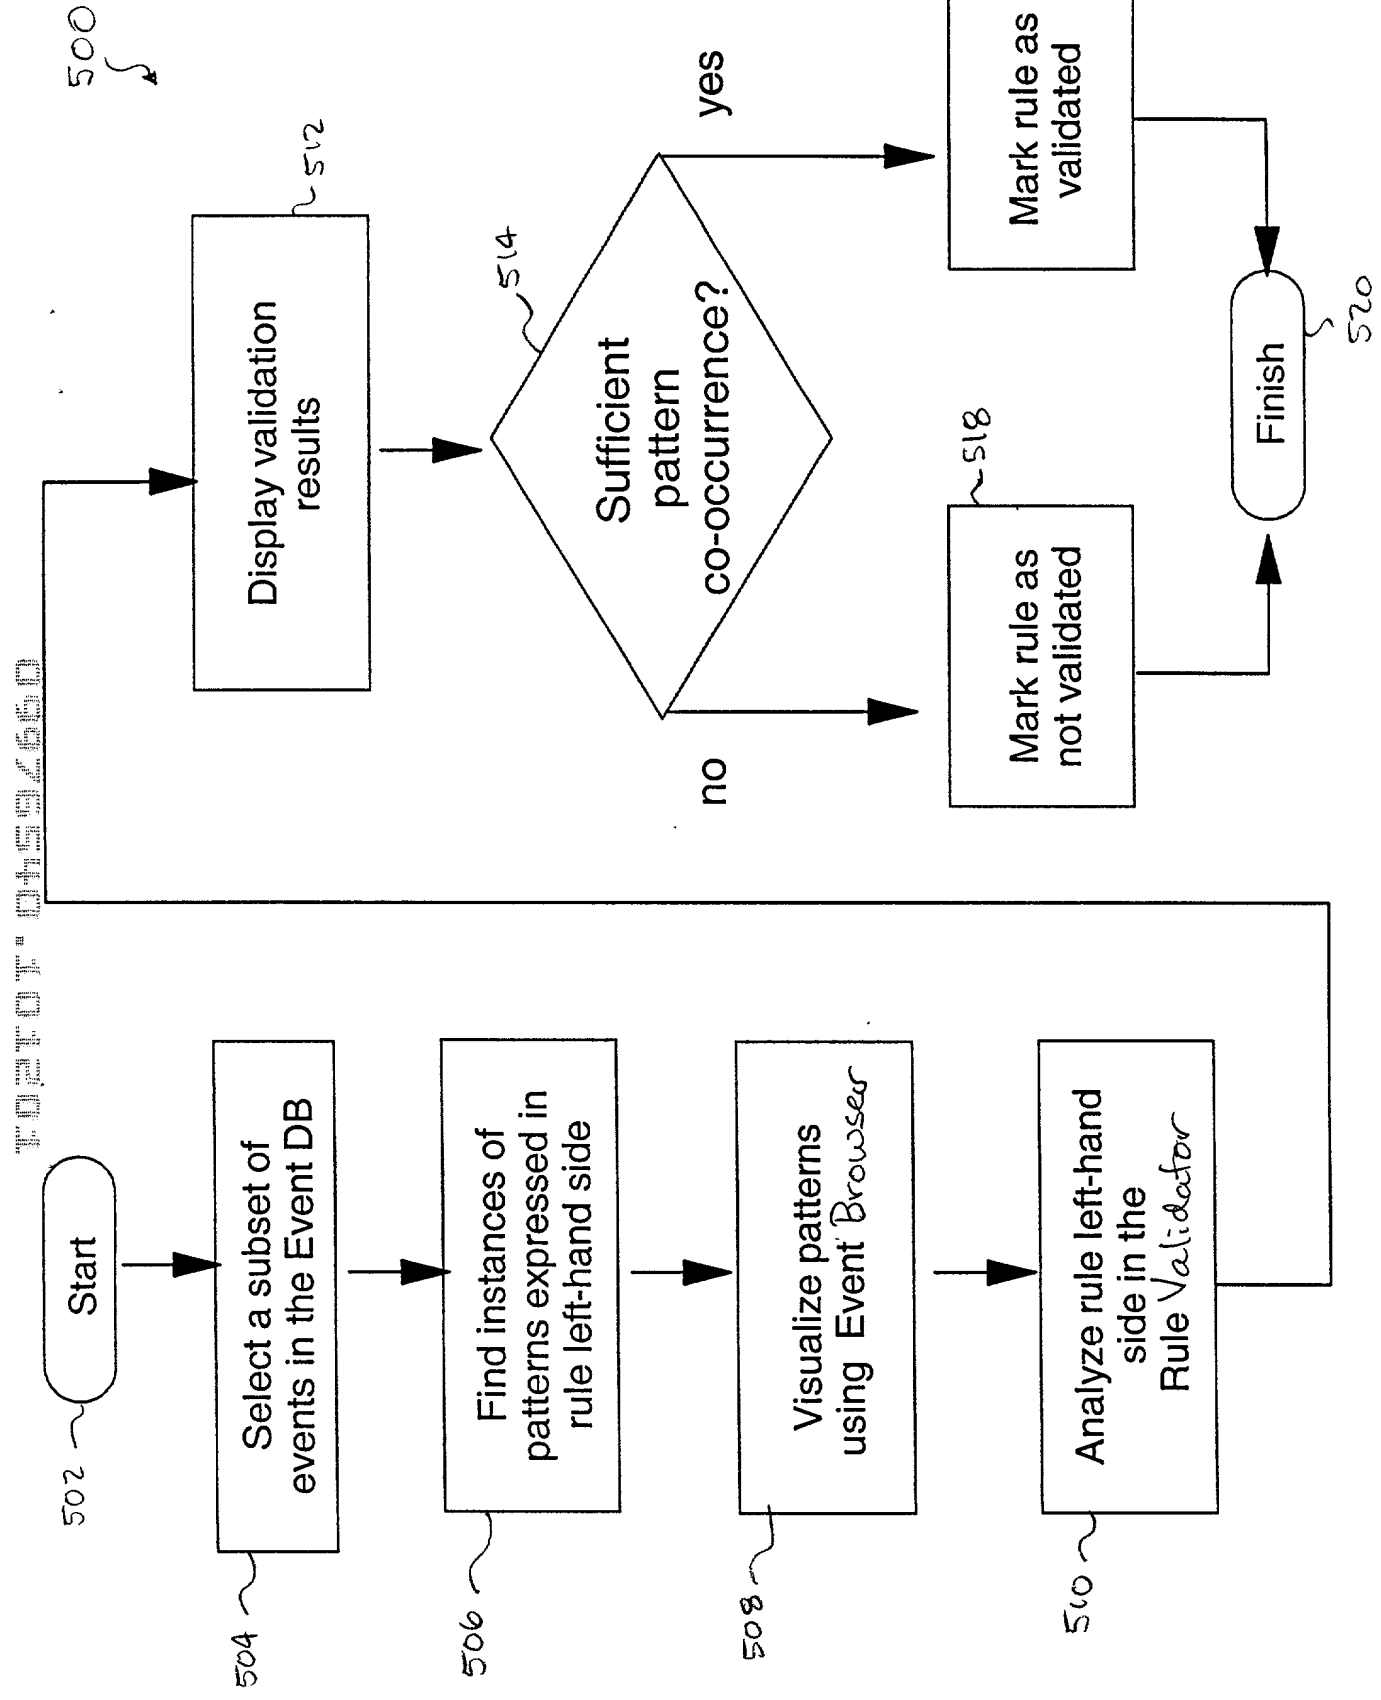 500
Start
502
Select a subset of
events in the Event DB
504
Find instances of
patterns expressed in
rule left-hand side
506
Visualize patterns
using Event Browser
508
Analyze rule left-hand
side in the
Rule Validator
510
Display validation
results
512
Sufficient
pattern
co-occurrence?
514
no
yes
Mark rule as
not validated
518
Mark rule as
validated
Finish
520